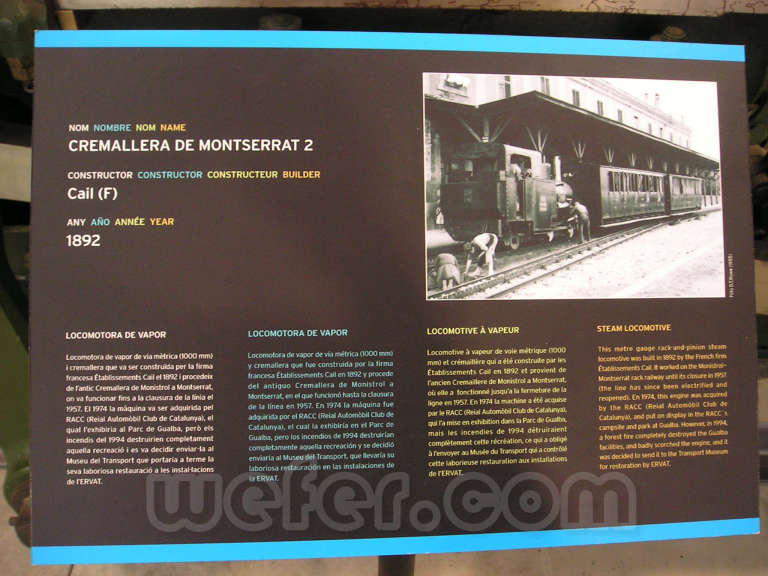 NOM NOMBRE NOM NAME
CREMALLERA DE MONTSERRAT 2
CONSTRUCTOR CONSTRUCTOR CONSTRUCTEUR BUILDER
Cail (F)
ANY AÑO ANNÉE YEAR
1892
LOCOMOTORA DE VAPOR
Locomotora de vapor de via mètrica (1000 mm)
i cremallera que va ser construida per la firma
francesa Établissements Cail el 1892 i procedeix
de l'antic Cremallera de Monistrol a Montserrat,
on va funcionar fins a la clausura de la línia el
1957. El 1974 la màquina va ser adquirida pel
RACC (Reial Automòbil Club de Catalunya), el
qual l'exhibiria al Parc de Gualba, però els
incendis del 1994 destruirien completament
aquella recreació i es va decidir enviar-la al
Museu del Transport que portaria a terme la
seva laboriosa restauració a les instal·lacions
de l'ERVAT.
LOCOMOTORA DE VAPOR
Locomotora de vapor de vía métrica (1000 mm)
y cremallera que fue construida por la firma
francesa Établissements Cail en 1892 y procede
del antiguo Cremallera de Monistrol a
Montserrat, en el que funcionó hasta la clausura
de la línea en 1957. En 1974 la máquina fue
adquirida por el RACC (Reial Automòbil Club de
Catalunya), el cual la exhibiría en el Parc de
Gualba, pero los incendios de 1994 destruirían
completamente aquella recreación y se decidió
enviarla al Museu del Transport, que llevaría su
laboriosa restauración en las instalaciones de
la ERVAT.
LOCOMOTIVE À VAPEUR
Locomotive à vapeur de voie métrique (1000
mm) et crémaillère qui a été construite par les
Établissements Cail en 1892 et provient de
l'ancien Cremaillere de Monistrol a Montserrat,
où elle a fonctionné jusqu'a la fermeture de la
ligne en 1957. En 1974 la machine a été acquise
par le RACC (Reial Automòbil Club de Catalunya),
qui l'a mise en exhibition dans la Parc de Gualba,
mais les incendies de 1994 détruiraient
complètement cette récréation, ce qui a obligé
à l'envoyer au Musée du Transport qui a contrôlé
cette laborieuse restauration aux installations
de l'ERVAT.
STEAM LOCOMOTIVE
This metre gauge rack-and-pinion steam
locomotive was built in 1892 by the French firm
Établissements Cail. It worked on the Monistrol–
Montserrat rack railway until its closure in 1957
(the line has since been electrified and
reopened). En 1974, this engine was acquired
by the RACC (Reial Automòbil Club de
Catalunya), and put on display in the RACC´s
campsite and park at Gualba. However, in 1994,
a forest fire completely destroyed the Gualba
facilities, and badly scorched the engine, and it
was decided to send it to the Transport Museum
for restoration by ERVAT.
wefer.com